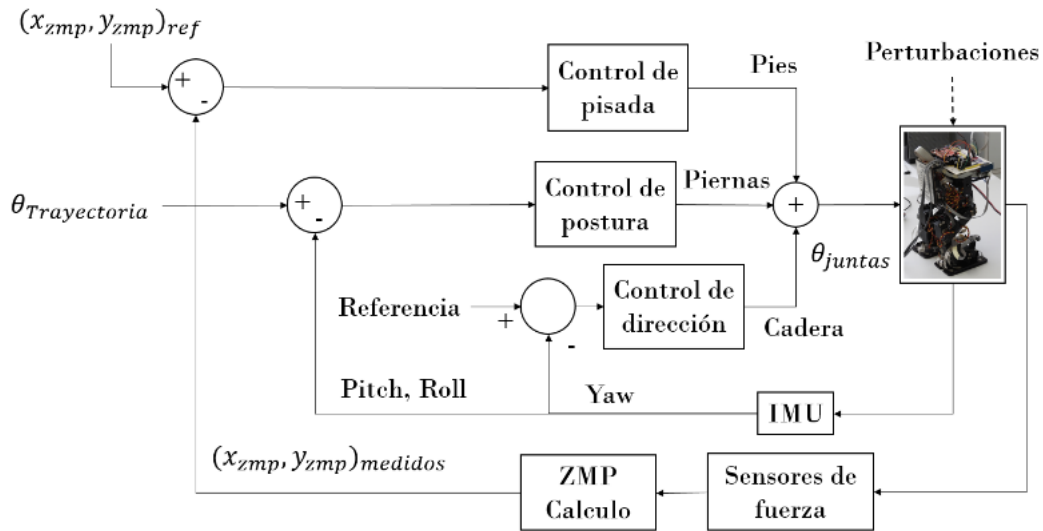 (x_zmp, y_zmp)_ref
+
-
Control de
pisada
Pies
Perturbaciones
θ_Trayectoria
+
-
Control de
postura
Piernas
+
θ_juntas
Referencia
+
-
Control de
dirección
Cadera
Pitch, Roll
Yaw
IMU
(x_zmp, y_zmp)_medidos
ZMP
Calculo
Sensores de
fuerza